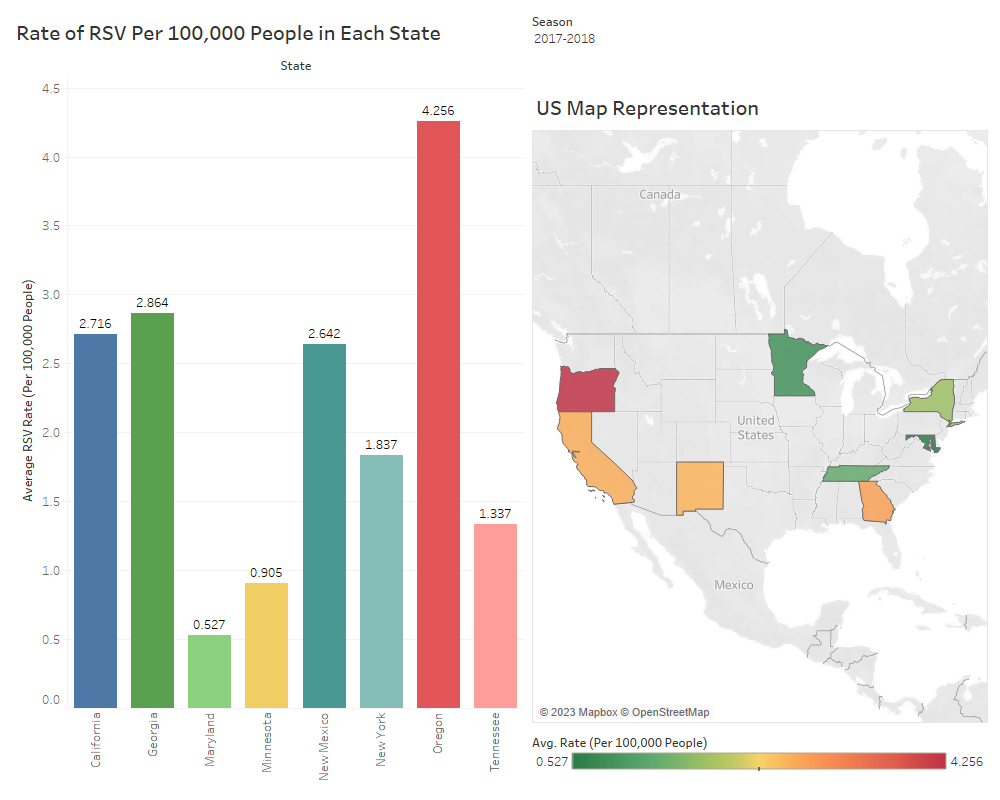 Rate of RSV Per 100,000 People in Each State
State
Average RSV Rate (Per 100,000 People)
4.5
4.0
3.5
3.0
2.5
2.0
1.5
1.0
0.5
0.0
2.716
2.864
0.527
0.905
2.642
1.837
4.256
1.337
California
Georgia
Maryland
Minnesota
New Mexico
New York
Oregon
Tennessee
Season
2017-2018
US Map Representation
Canada
United
States
Mexico
© 2023 Mapbox © OpenStreetMap
Avg. Rate (Per 100,000 People)
0.527
4.256